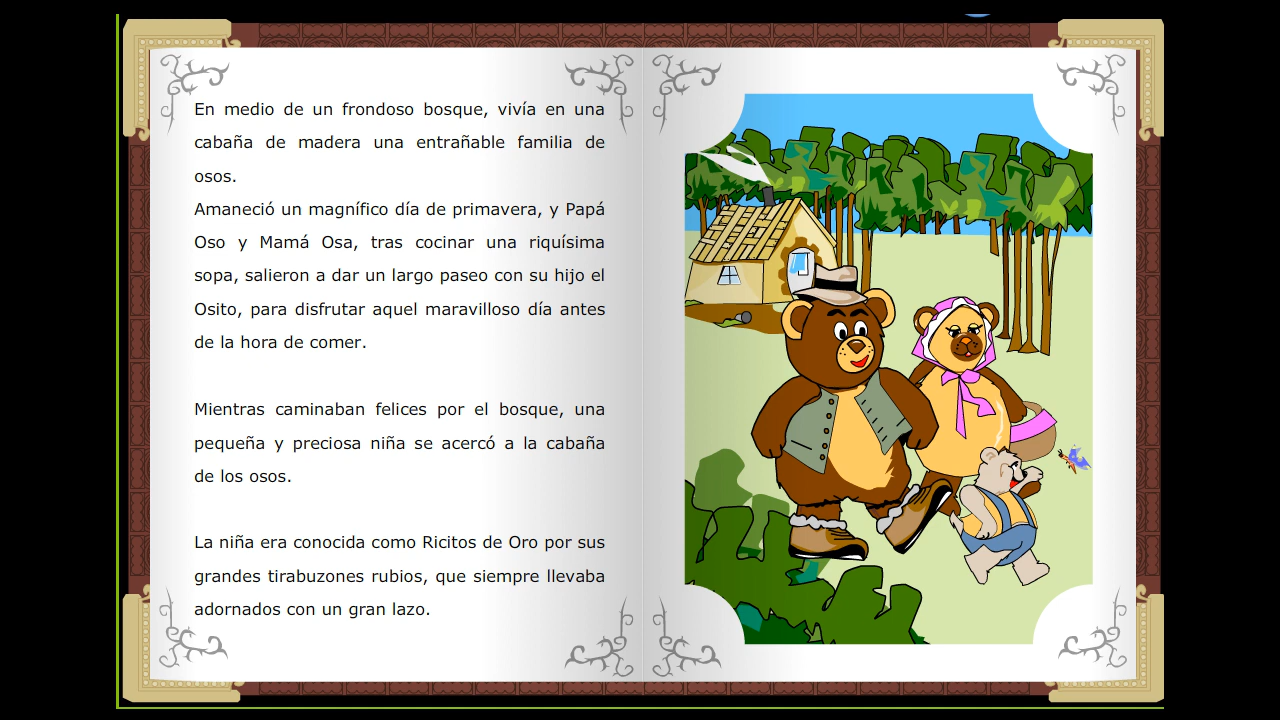 En medio de un frondoso bosque, vivía en una
cabaña de madera una entrañable familia de
osos.
Amaneció un magnífico día de primavera, y Papá
Oso y Mamá Osa, tras cocinar una riquísima
sopa, salieron a dar un largo paseo con su hijo el
Osito, para disfrutar aquel maravilloso día antes
de la hora de comer.
Mientras caminaban felices por el bosque, una
pequeña y preciosa niña se acercó a la cabaña
de los osos.
La niña era conocida como Ricitos de Oro por sus
grandes tirabuzones rubios, que siempre llevaba
adornados con un gran lazo.